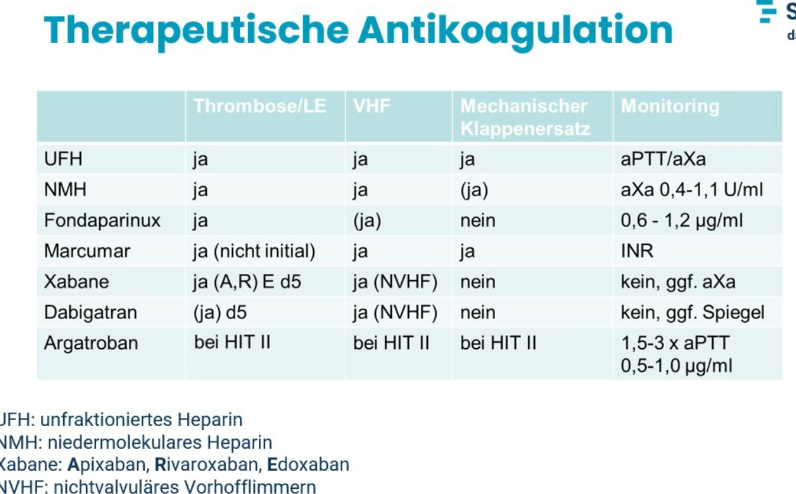 Therapeutische Antikoagulation
Thrombose/LE VHF Mechanischer Klappenersatz Monitoring
UFH ja ja ja aPTT/aXa
NMH ja ja (ja) aXa 0,4-1,1 U/ml
Fondaparinux ja (ja) nein 0,6 - 1,2 µg/ml
Marcumar ja (nicht initial) ja ja INR
Xabane ja (A,R) E d5 ja (NVHF) nein kein, ggf. aXa
Dabigatran (ja) d5 ja (NVHF) nein kein, ggf. Spiegel
Argatroban bei HIT II bei HIT II bei HIT II 1,5-3 x aPTT
0,5-1,0 µg/ml
UFH: unfraktioniertes Heparin
NMH: niedermolekulares Heparin
Xabane: Apixaban, Rivaroxaban, Edoxaban
NVHF: nichtvalvuläres Vorhofflimmern